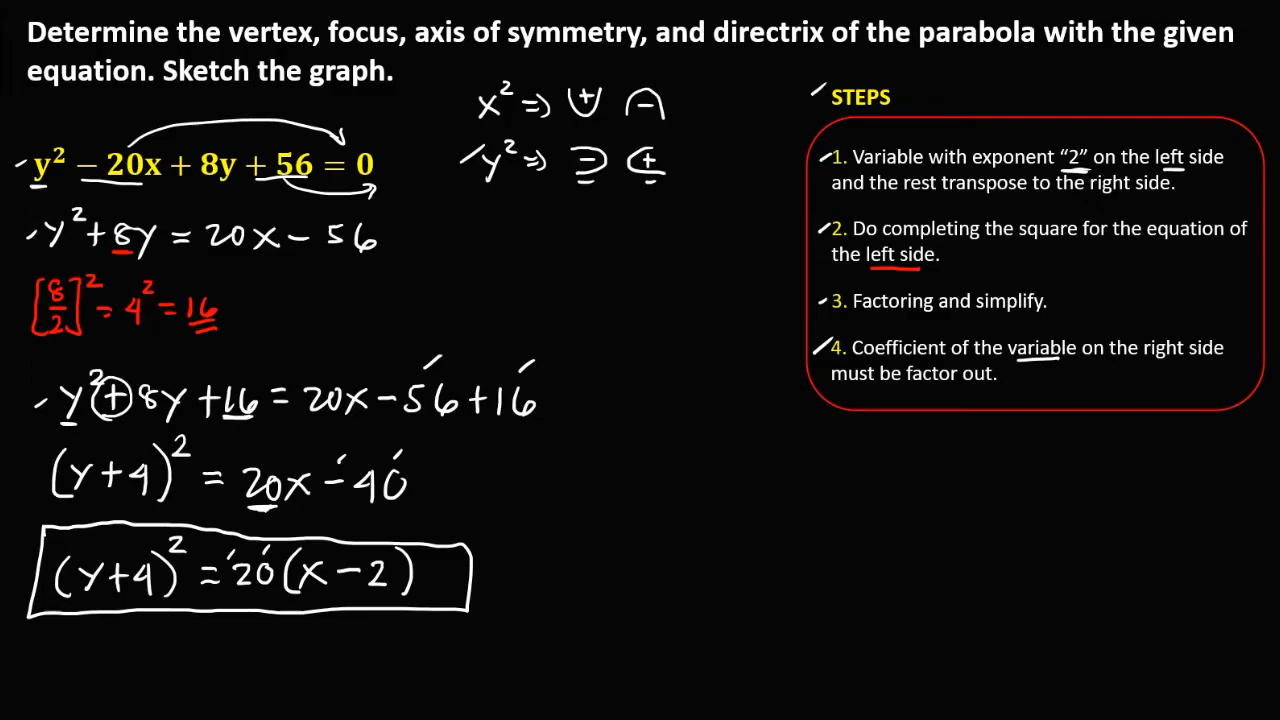 Determine the vertex, focus, axis of symmetry, and directrix of the parabola with the given
equation. Sketch the graph.
y² − 20x + 8y + 56 = 0
y² + 8y = 20x − 56
[8/2]² = 4² = 16
y² + 8y + 16 = 20x − 56 + 16
(y + 4)² = 20x − 40
(y + 4)² = 20(x − 2)
x² => + −
y² => − +
STEPS
1. Variable with exponent “2” on the left side
and the rest transpose to the right side.
2. Do completing the square for the equation of
the left side.
3. Factoring and simplify.
4. Coefficient of the variable on the right side
must be factor out.